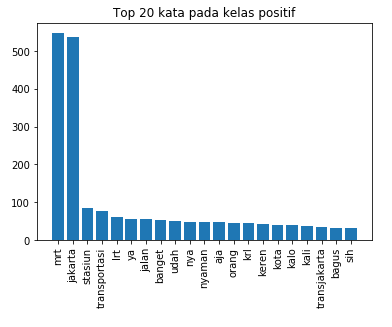 Top 20 kata pada kelas positif
500
400
300
200
100
0
mrt
jakarta
stasiun
transportasi
lrt
ya
jalan
banget
udah
nya
nyaman
aja
orang
krl
keren
kota
kalo
kali
transjakarta
bagus
sih